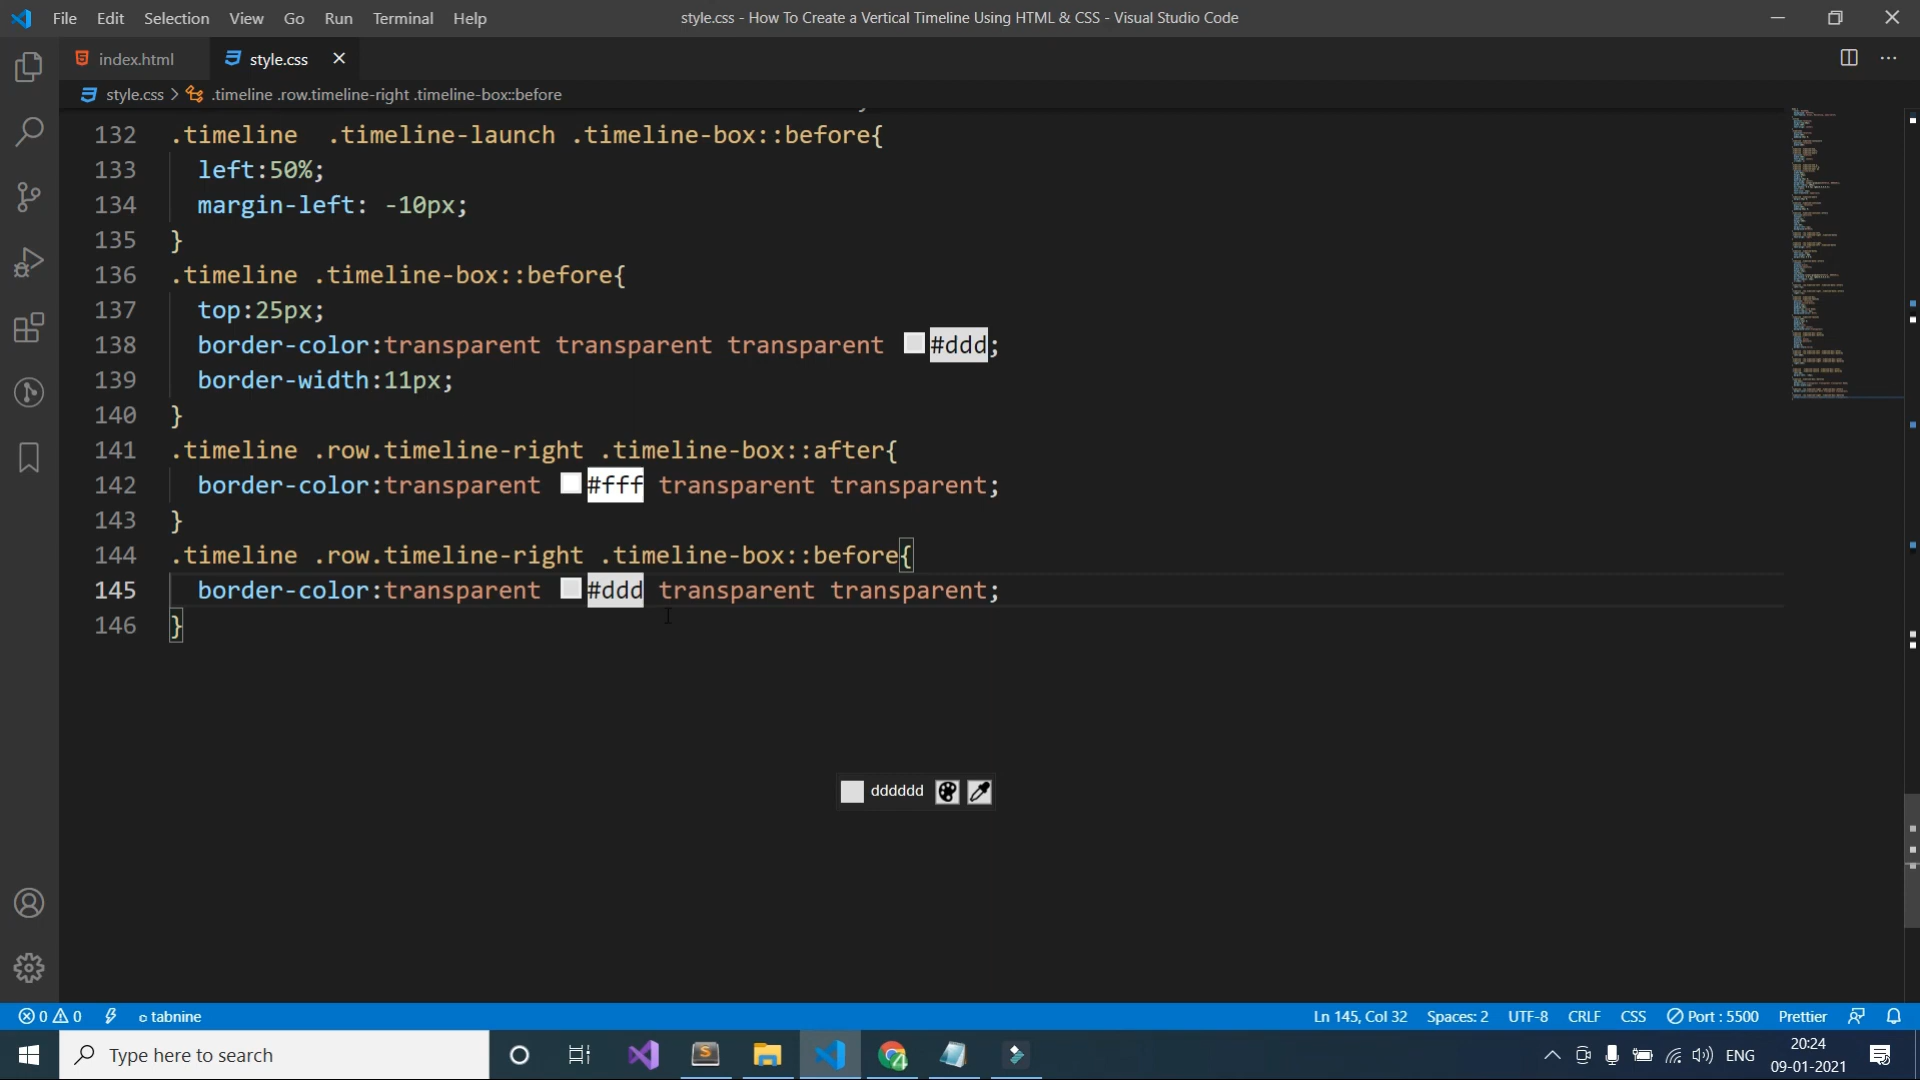 File Edit Selection View Go Run Terminal Help
style.css - How To Create a Vertical Timeline Using HTML & CSS - Visual Studio Code
index.html
style.css
style.css > .timeline .row.timeline-right .timeline-box::before
132 .timeline  .timeline-launch .timeline-box::before{
133 left:50%;
134 margin-left: -10px;
135 }
136 .timeline .timeline-box::before{
137 top:25px;
138 border-color:transparent transparent transparent #ddd;
139 border-width:11px;
140 }
141 .timeline .row.timeline-right .timeline-box::after{
142 border-color:transparent #fff transparent transparent;
143 }
144 .timeline .row.timeline-right .timeline-box::before{
145 border-color:transparent #ddd transparent transparent;
146 }
dddddd
0 0 tabnine
Ln 145, Col 32 Spaces: 2 UTF-8 CRLF CSS Port : 5500 Prettier
Type here to search
ENG
20:24
09-01-2021